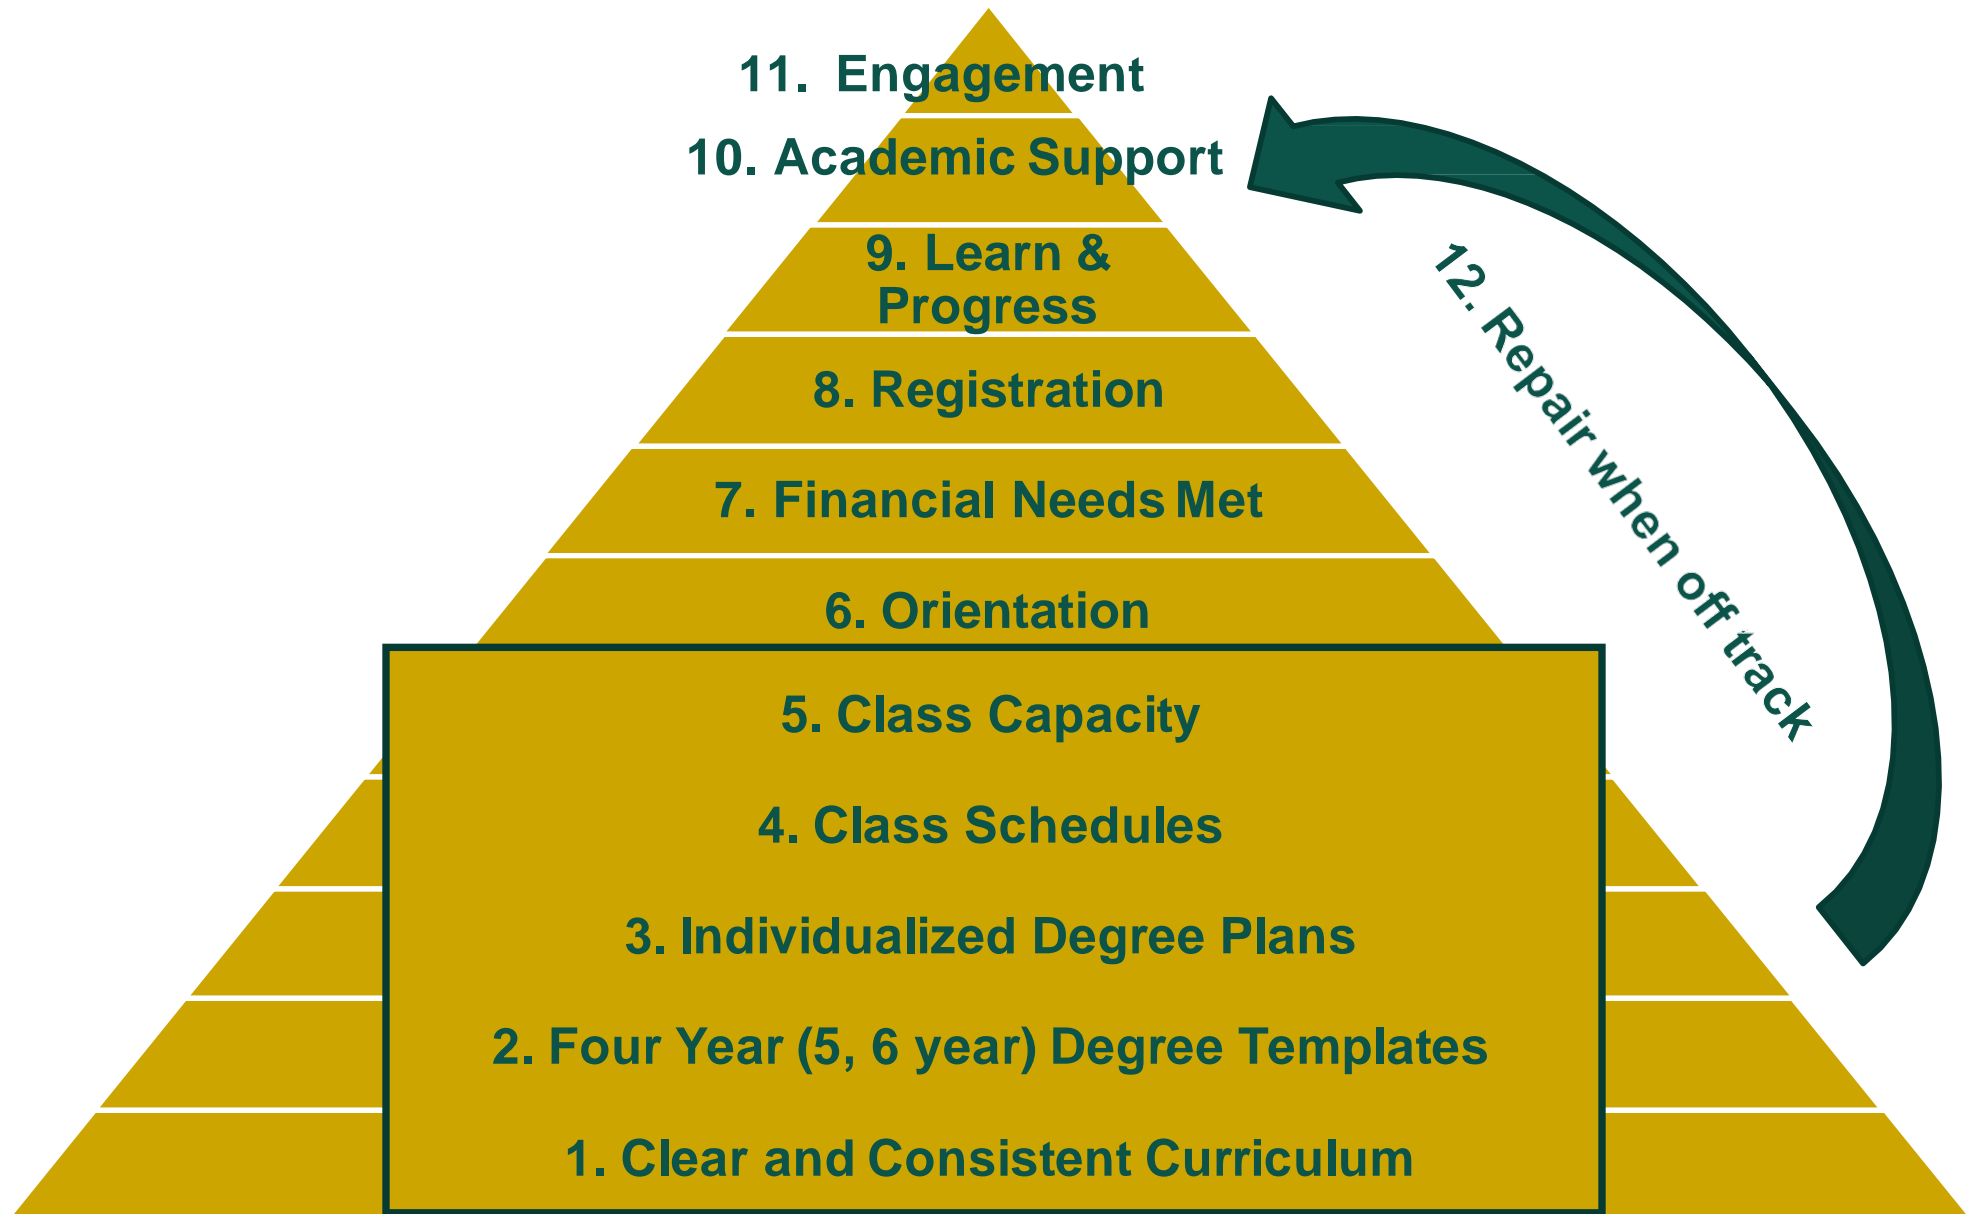 11. Engagement
10. Academic Support
9. Learn &
Progress
8. Registration
7. Financial Needs Met
6. Orientation
5. Class Capacity
4. Class Schedules
3. Individualized Degree Plans
2. Four Year (5, 6 year) Degree Templates
1. Clear and Consistent Curriculum
12. Repair when off track